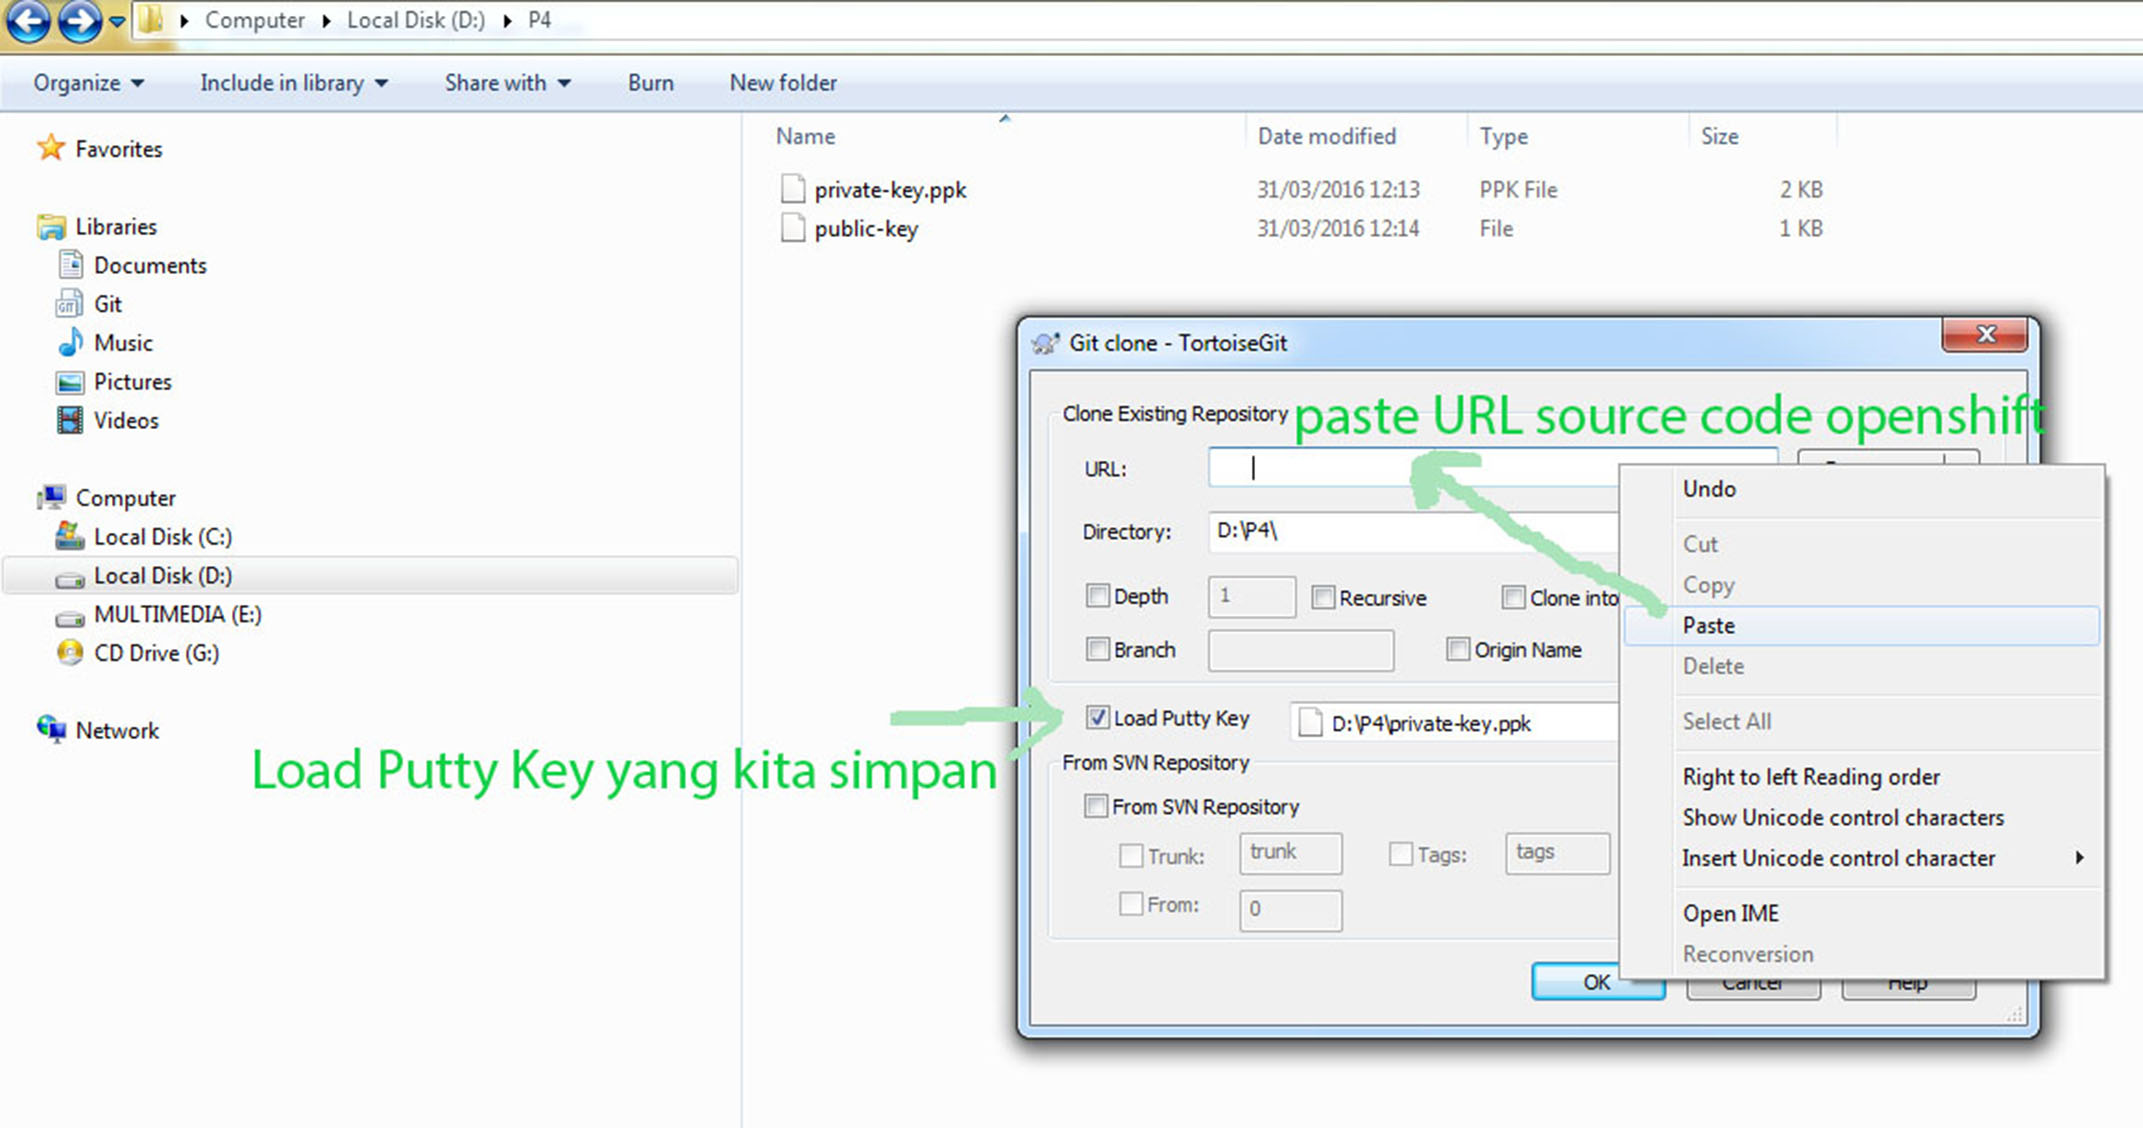 Computer Local Disk (D:) P4
Organize Include in library Share with Burn New folder
Favorites
Libraries
Documents
Git
Music
Pictures
Videos
Computer
Local Disk (C:)
Local Disk (D:)
MULTIMEDIA (E:)
CD Drive (G:)
Network
Name Date modified Type Size
private-key.ppk 31/03/2016 12:13 PPK File 2 KB
public-key 31/03/2016 12:14 File 1 KB
Git clone - TortoiseGit
Clone Existing Repository
paste URL source code openshift
URL:
Directory: D:\P4\
Depth 1 Recursive Clone into
Branch Origin Name
Load Putty Key D:\P4\private-key.ppk
Load Putty Key yang kita simpan
From SVN Repository
From SVN Repository
Trunk: trunk Tags: tags
From: 0
OK Cancel Help
Undo
Cut
Copy
Paste
Delete
Select All
Right to left Reading order
Show Unicode control characters
Insert Unicode control character
Open IME
Reconversion